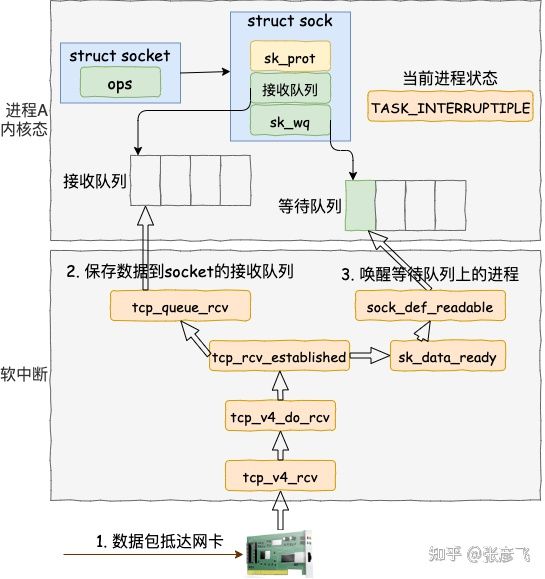 struct sock
struct socket
ops
sk_prot
接收队列
sk_wq
当前进程状态
TASK_INTERRUPTIPLE
进程A
内核态
接收队列
等待队列
2. 保存数据到socket的接收队列
3. 唤醒等待队列上的进程
tcp_queue_rcv
sock_def_readable
tcp_rcv_established
sk_data_ready
软中断
tcp_v4_do_rcv
tcp_v4_rcv
1. 数据包抵达网卡
知乎 @张彦飞